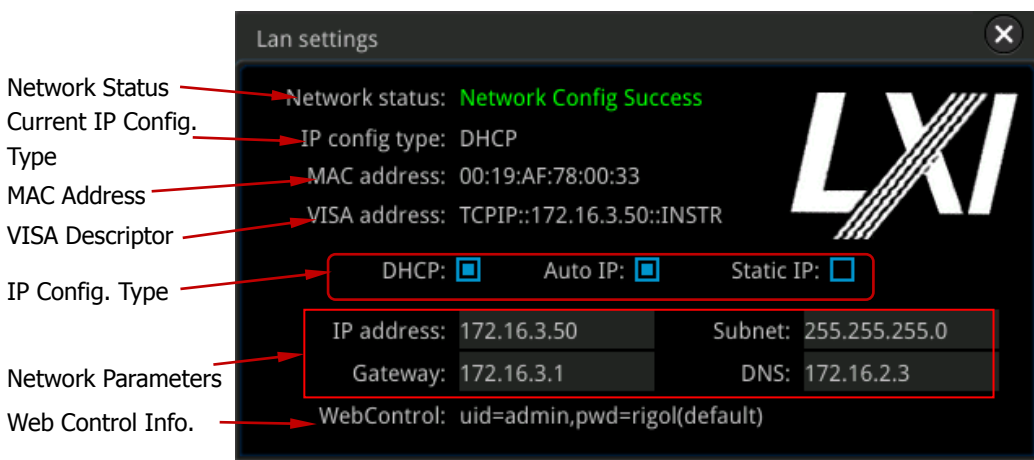 Lan settings
Network Status
Network status: Network Config Success
LXI
Current IP Config.
Type
IP config type: DHCP
MAC Address
MAC address: 00:19:AF:78:00:33
VISA Descriptor
VISA address: TCPIP::172.16.3.50::INSTR
IP Config. Type
DHCP: Auto IP: Static IP:
Network Parameters
IP address: 172.16.3.50 Subnet: 255.255.255.0
Gateway: 172.16.3.1 DNS: 172.16.2.3
Web Control Info.
WebControl: uid=admin,pwd=rigol(default)